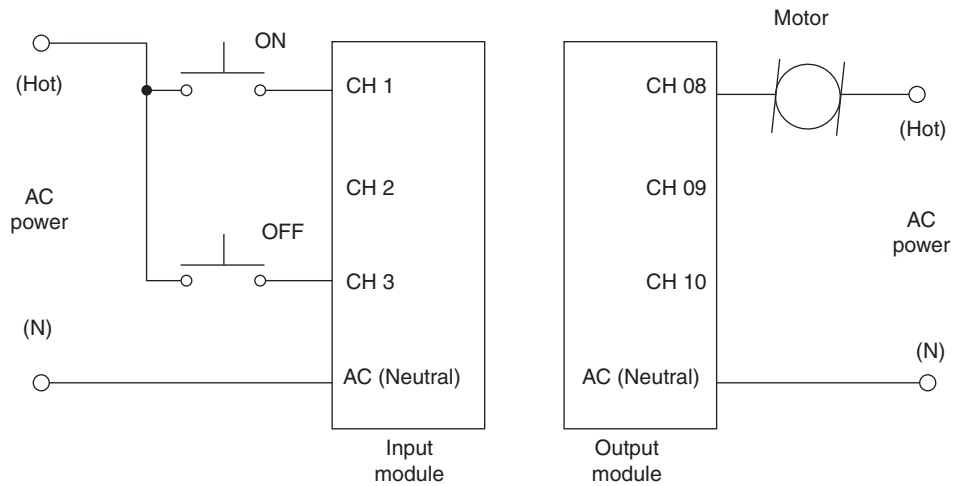 Motor
ON
(Hot)
CH 1
CH 08
(Hot)
AC
power
CH 2
CH 09
AC
power
OFF
CH 3
CH 10
(N)
(N)
AC (Neutral)
AC (Neutral)
Input
module
Output
module